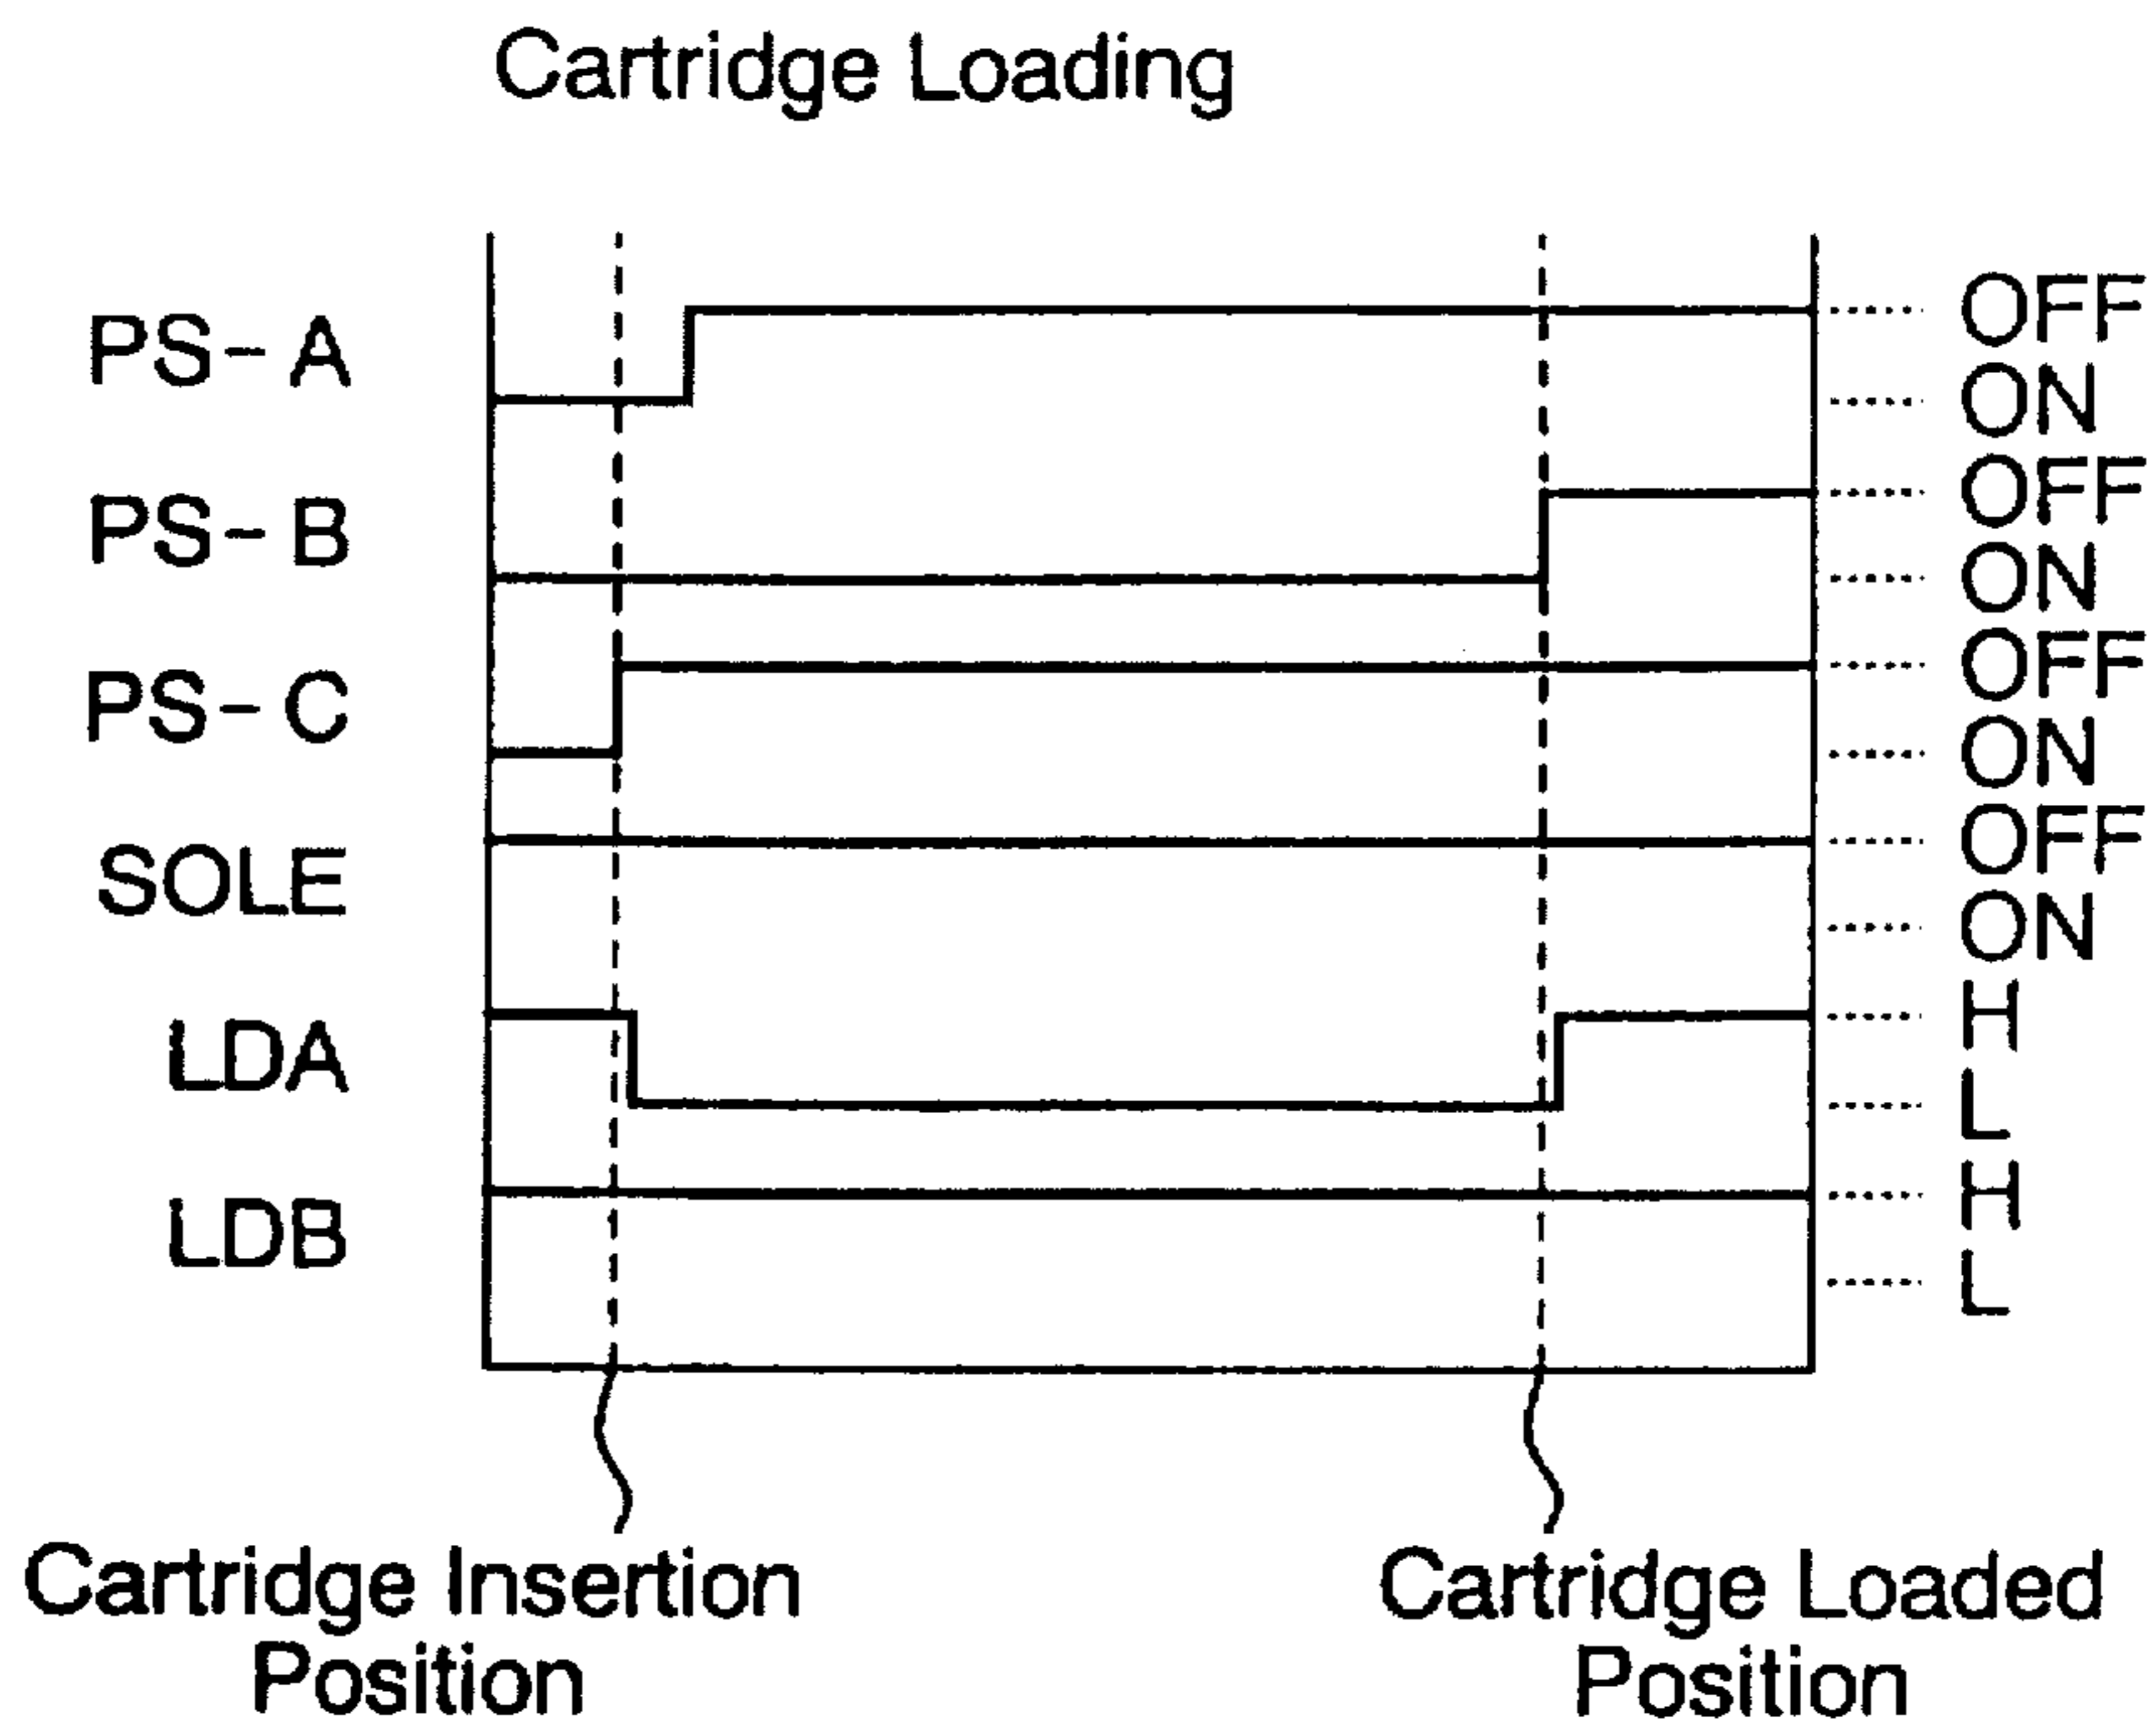 Cartridge Loading
PS-A
OFF
ON
PS-B
OFF
ON
PS-C
OFF
ON
SOLE
OFF
ON
LDA
H
L
LDB
H
L
Cartridge Insertion
Position
Cartridge Loaded
Position